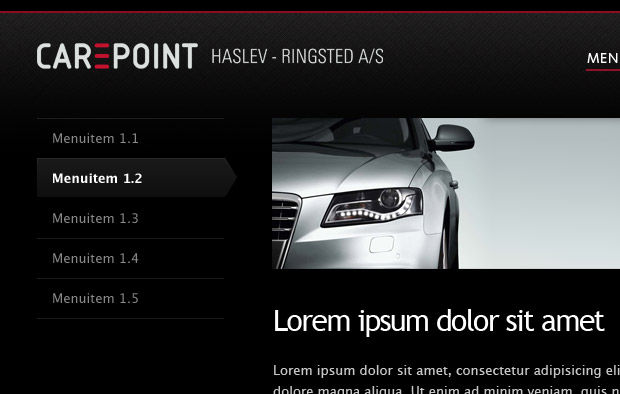 CAREPOINT HASLEV - RINGSTED A/S
MEN
Menuitem 1.1
Menuitem 1.2
Menuitem 1.3
Menuitem 1.4
Menuitem 1.5
Lorem ipsum dolor sit amet
Lorem ipsum dolor sit amet, consectetur adipisicing eli
dolore magna aliqua. Ut enim ad minim veniam, quis n